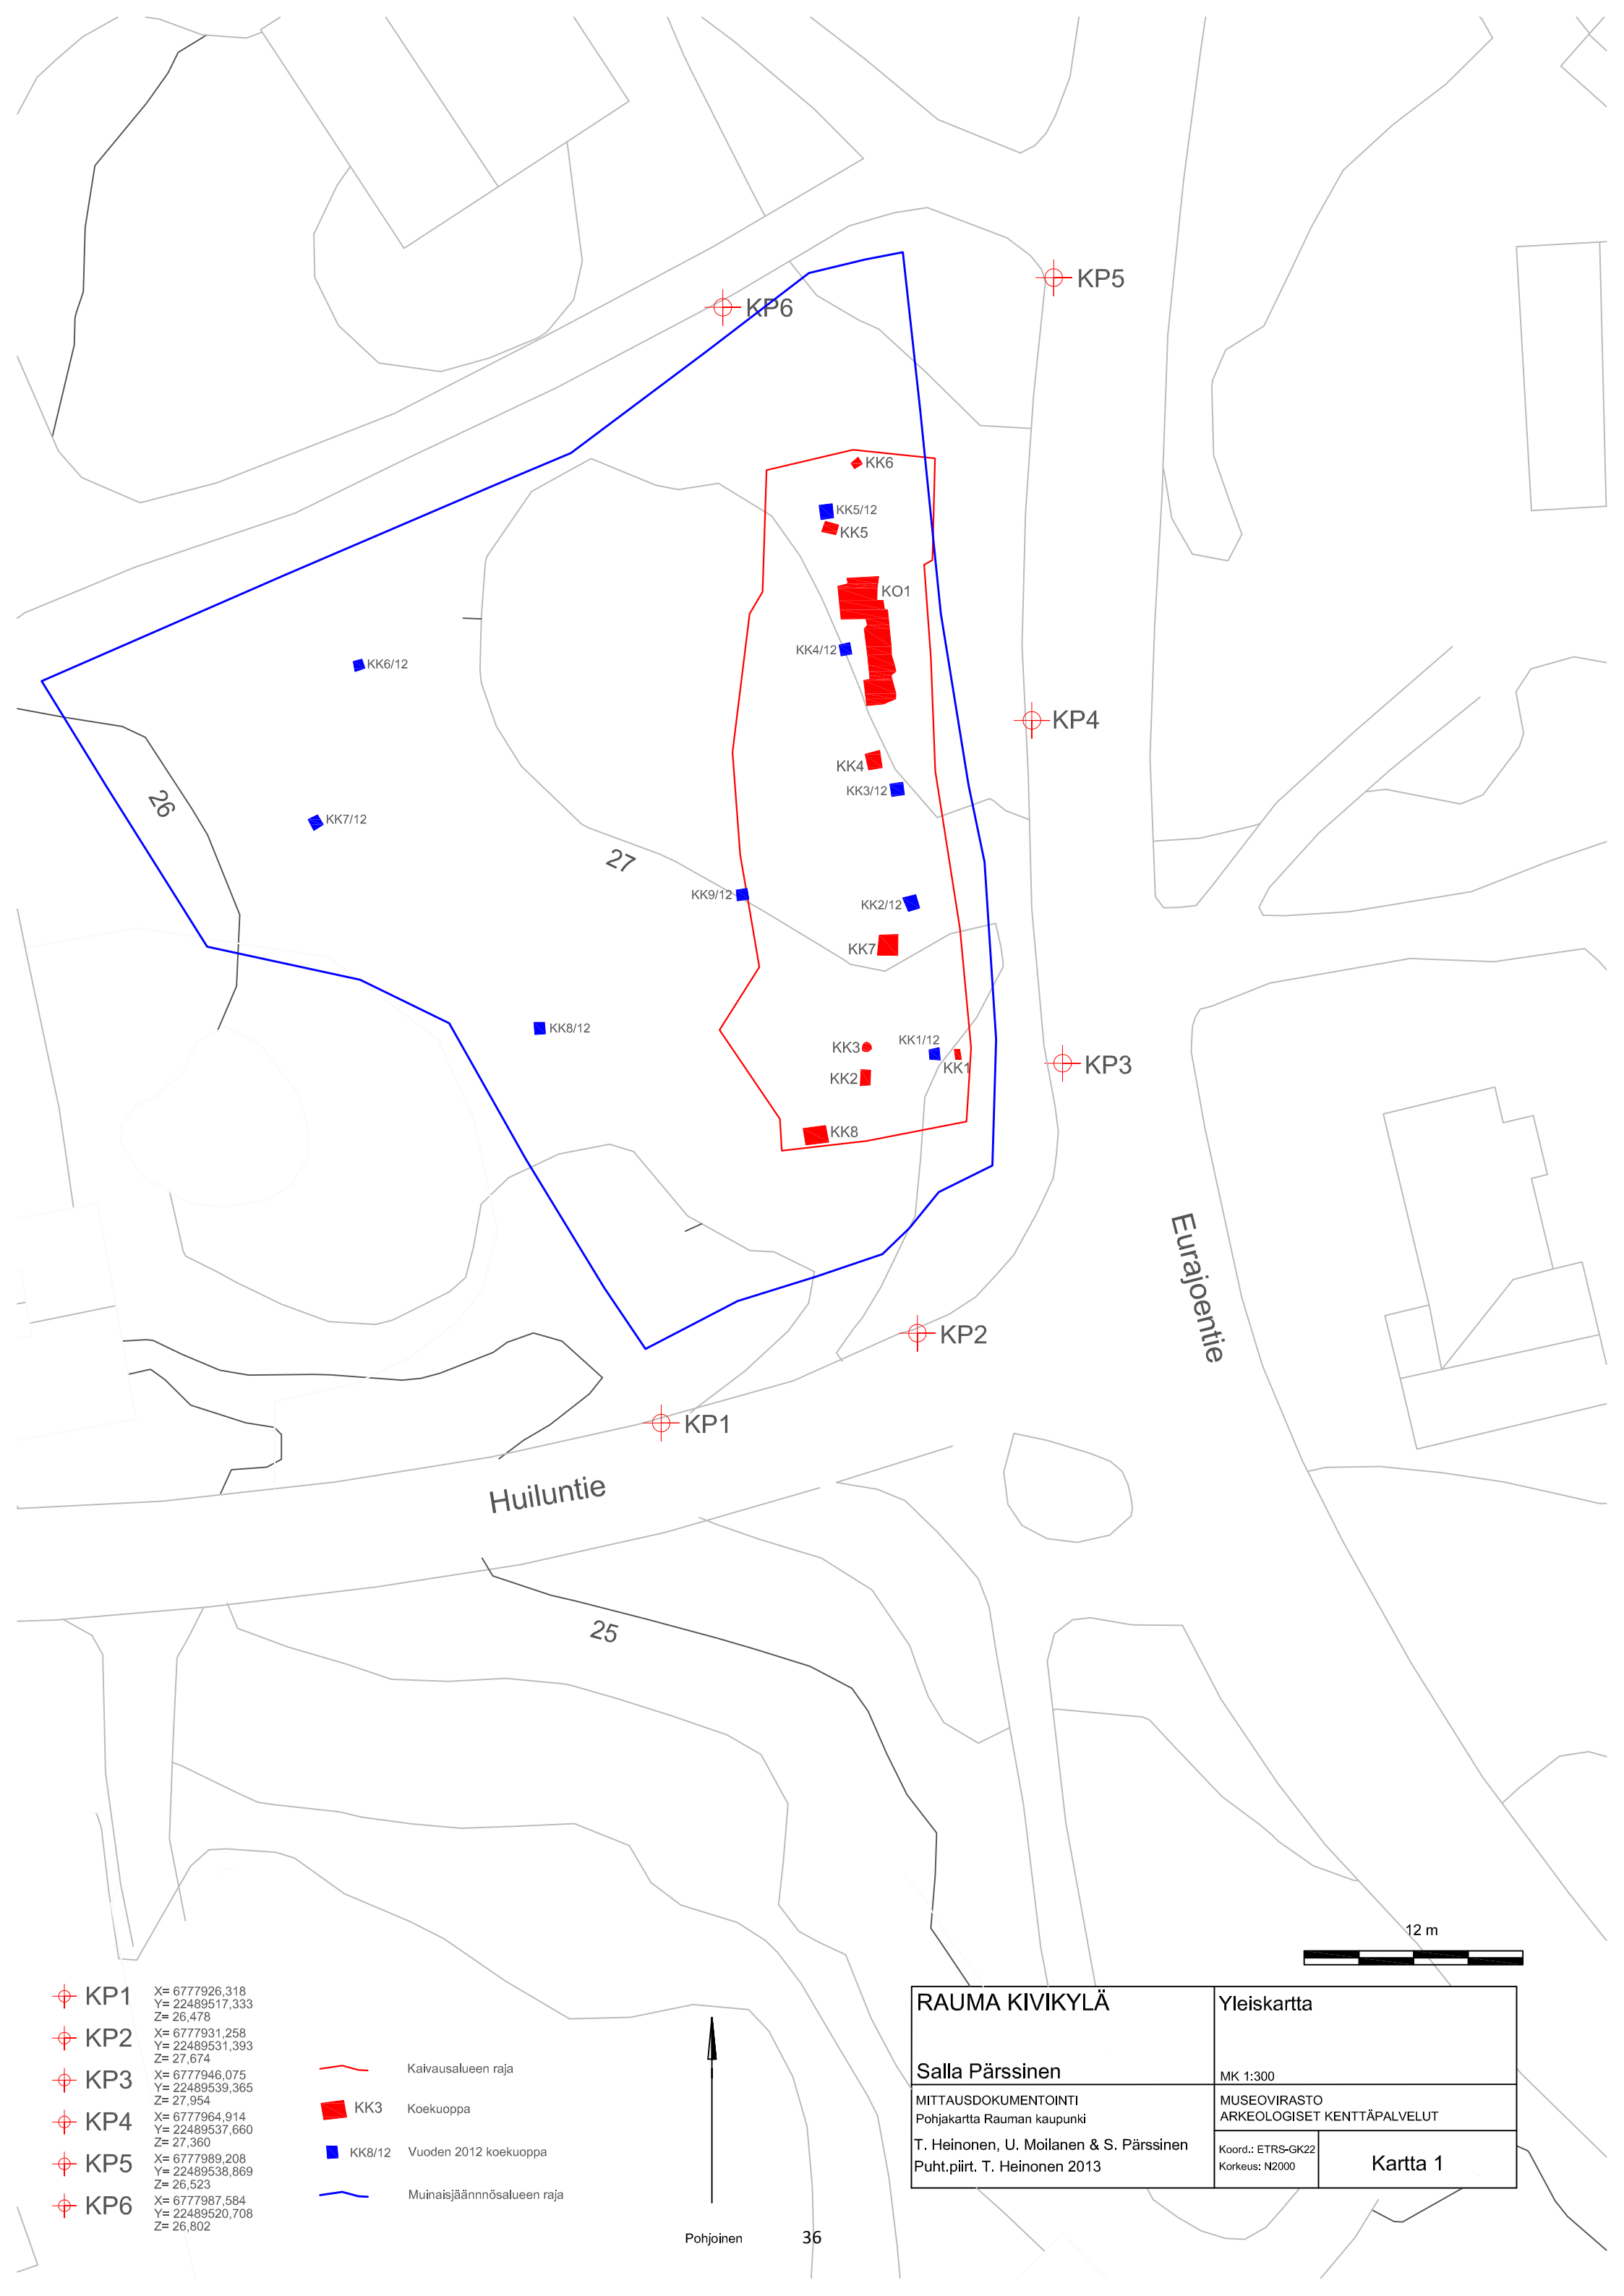 KP5
KP6
KK6
KK5/12
KK5
KO1
KK4/12
KK6/12
KP4
KK4
KK3/12
26
KK7/12
27
KK9/12
KK2/12
KK7
KK8/12
KK1/12
KK3
KK1
KP3
KK2
KK8
Eurajoentie
KP2
KP1
Huiluntie
25
12 m
KP1 X= 6777926,318
Y= 22489517,333
Z= 26,478
KP2 X= 6777931,258
Y= 22489531,393
Z= 27,674
KP3 X= 6777946,075
Y= 22489539,365
Z= 27,954
KP4 X= 6777964,914
Y= 22489537,660
Z= 27,360
KP5 X= 6777989,208
Y= 22489538,869
Z= 26,523
KP6 X= 6777987,584
Y= 22489520,708
Z= 26,802
Kaivausalueen raja
KK3 Koekuoppa
KK8/12 Vuoden 2012 koekuoppa
Muinaisjäännnösalueen raja
Pohjoinen
36
RAUMA KIVIKYLÄ
Salla Pärssinen
Yleiskartta
MK 1:300
MITTAUSDOKUMENTOINTI
Pohjakartta Rauman kaupunki
T. Heinonen, U. Moilanen & S. Pärssinen
Puht.piirt. T. Heinonen 2013
MUSEOVIRASTO
ARKEOLOGISET KENTTÄPALVELUT
Koord.: ETRS-GK22
Korkeus: N2000
Kartta 1